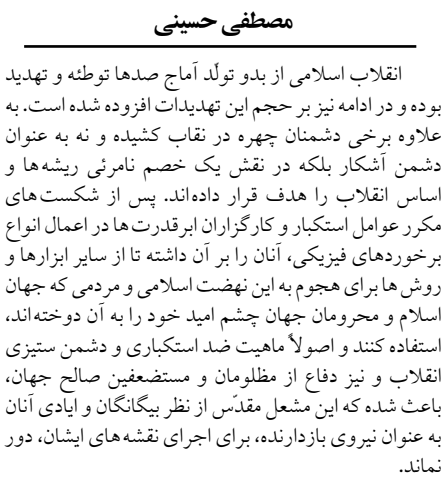 مصطفی حسینی
انقلاب اسلامی از بدو تولّد آماج صدها توطئه و تهدید
بوده و در ادامه نیز بر حجم این تهدیدات افزوده شده است. به
علاوه برخی دشمنان چهره در نقاب کشیده و نه به عنوان
دشمن آشکار بلکه در نقش یک خصم نامرئی ریشه‌ها و
اساس انقلاب را هدف قرار داده‌اند. پس از شکست‌های
مکرر عوامل استکبار و کارگزاران ابرقدرت‌ها در اعمال انواع
برخوردهای فیزیکی، آنان را بر آن داشته تا از سایر ابزارها و
روش‌ها برای هجوم به این نهضت اسلامی و مردمی که جهان
اسلام و محرومان جهان چشم امید خود را به آن دوخته‌اند،
استفاده کنند و اصولاً ماهیت ضد استکباری و دشمن ستیزی
انقلاب و نیز دفاع از مظلومان و مستضعفین صالح جهان،
باعث شده که این مشعل مقدّس از نظر بیگانگان و ایادی آنان
به عنوان نیروی بازدارنده، برای اجرای نقشه‌های ایشان، دور
نماند.